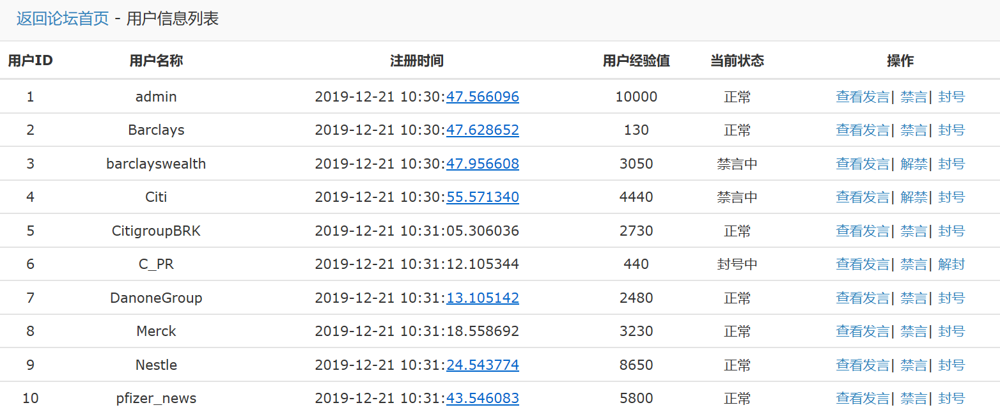 返回论坛首页 - 用户信息列表
用户ID 用户名称 注册时间 用户经验值 当前状态 操作
1 admin 2019-12-21 10:30:47.566096 10000 正常 查看发言| 禁言| 封号
2 Barclays 2019-12-21 10:30:47.628652 130 正常 查看发言| 禁言| 封号
3 barclayswealth 2019-12-21 10:30:47.956608 3050 禁言中 查看发言| 解禁| 封号
4 Citi 2019-12-21 10:30:55.571340 4440 禁言中 查看发言| 解禁| 封号
5 CitigroupBRK 2019-12-21 10:31:05.306036 2730 正常 查看发言| 禁言| 封号
6 C_PR 2019-12-21 10:31:12.105344 440 封号中 查看发言| 禁言| 解封
7 DanoneGroup 2019-12-21 10:31:13.105142 2480 正常 查看发言| 禁言| 封号
8 Merck 2019-12-21 10:31:18.558692 3230 正常 查看发言| 禁言| 封号
9 Nestle 2019-12-21 10:31:24.543774 8650 正常 查看发言| 禁言| 封号
10 pfizer_news 2019-12-21 10:31:43.546083 5800 正常 查看发言| 禁言| 封号